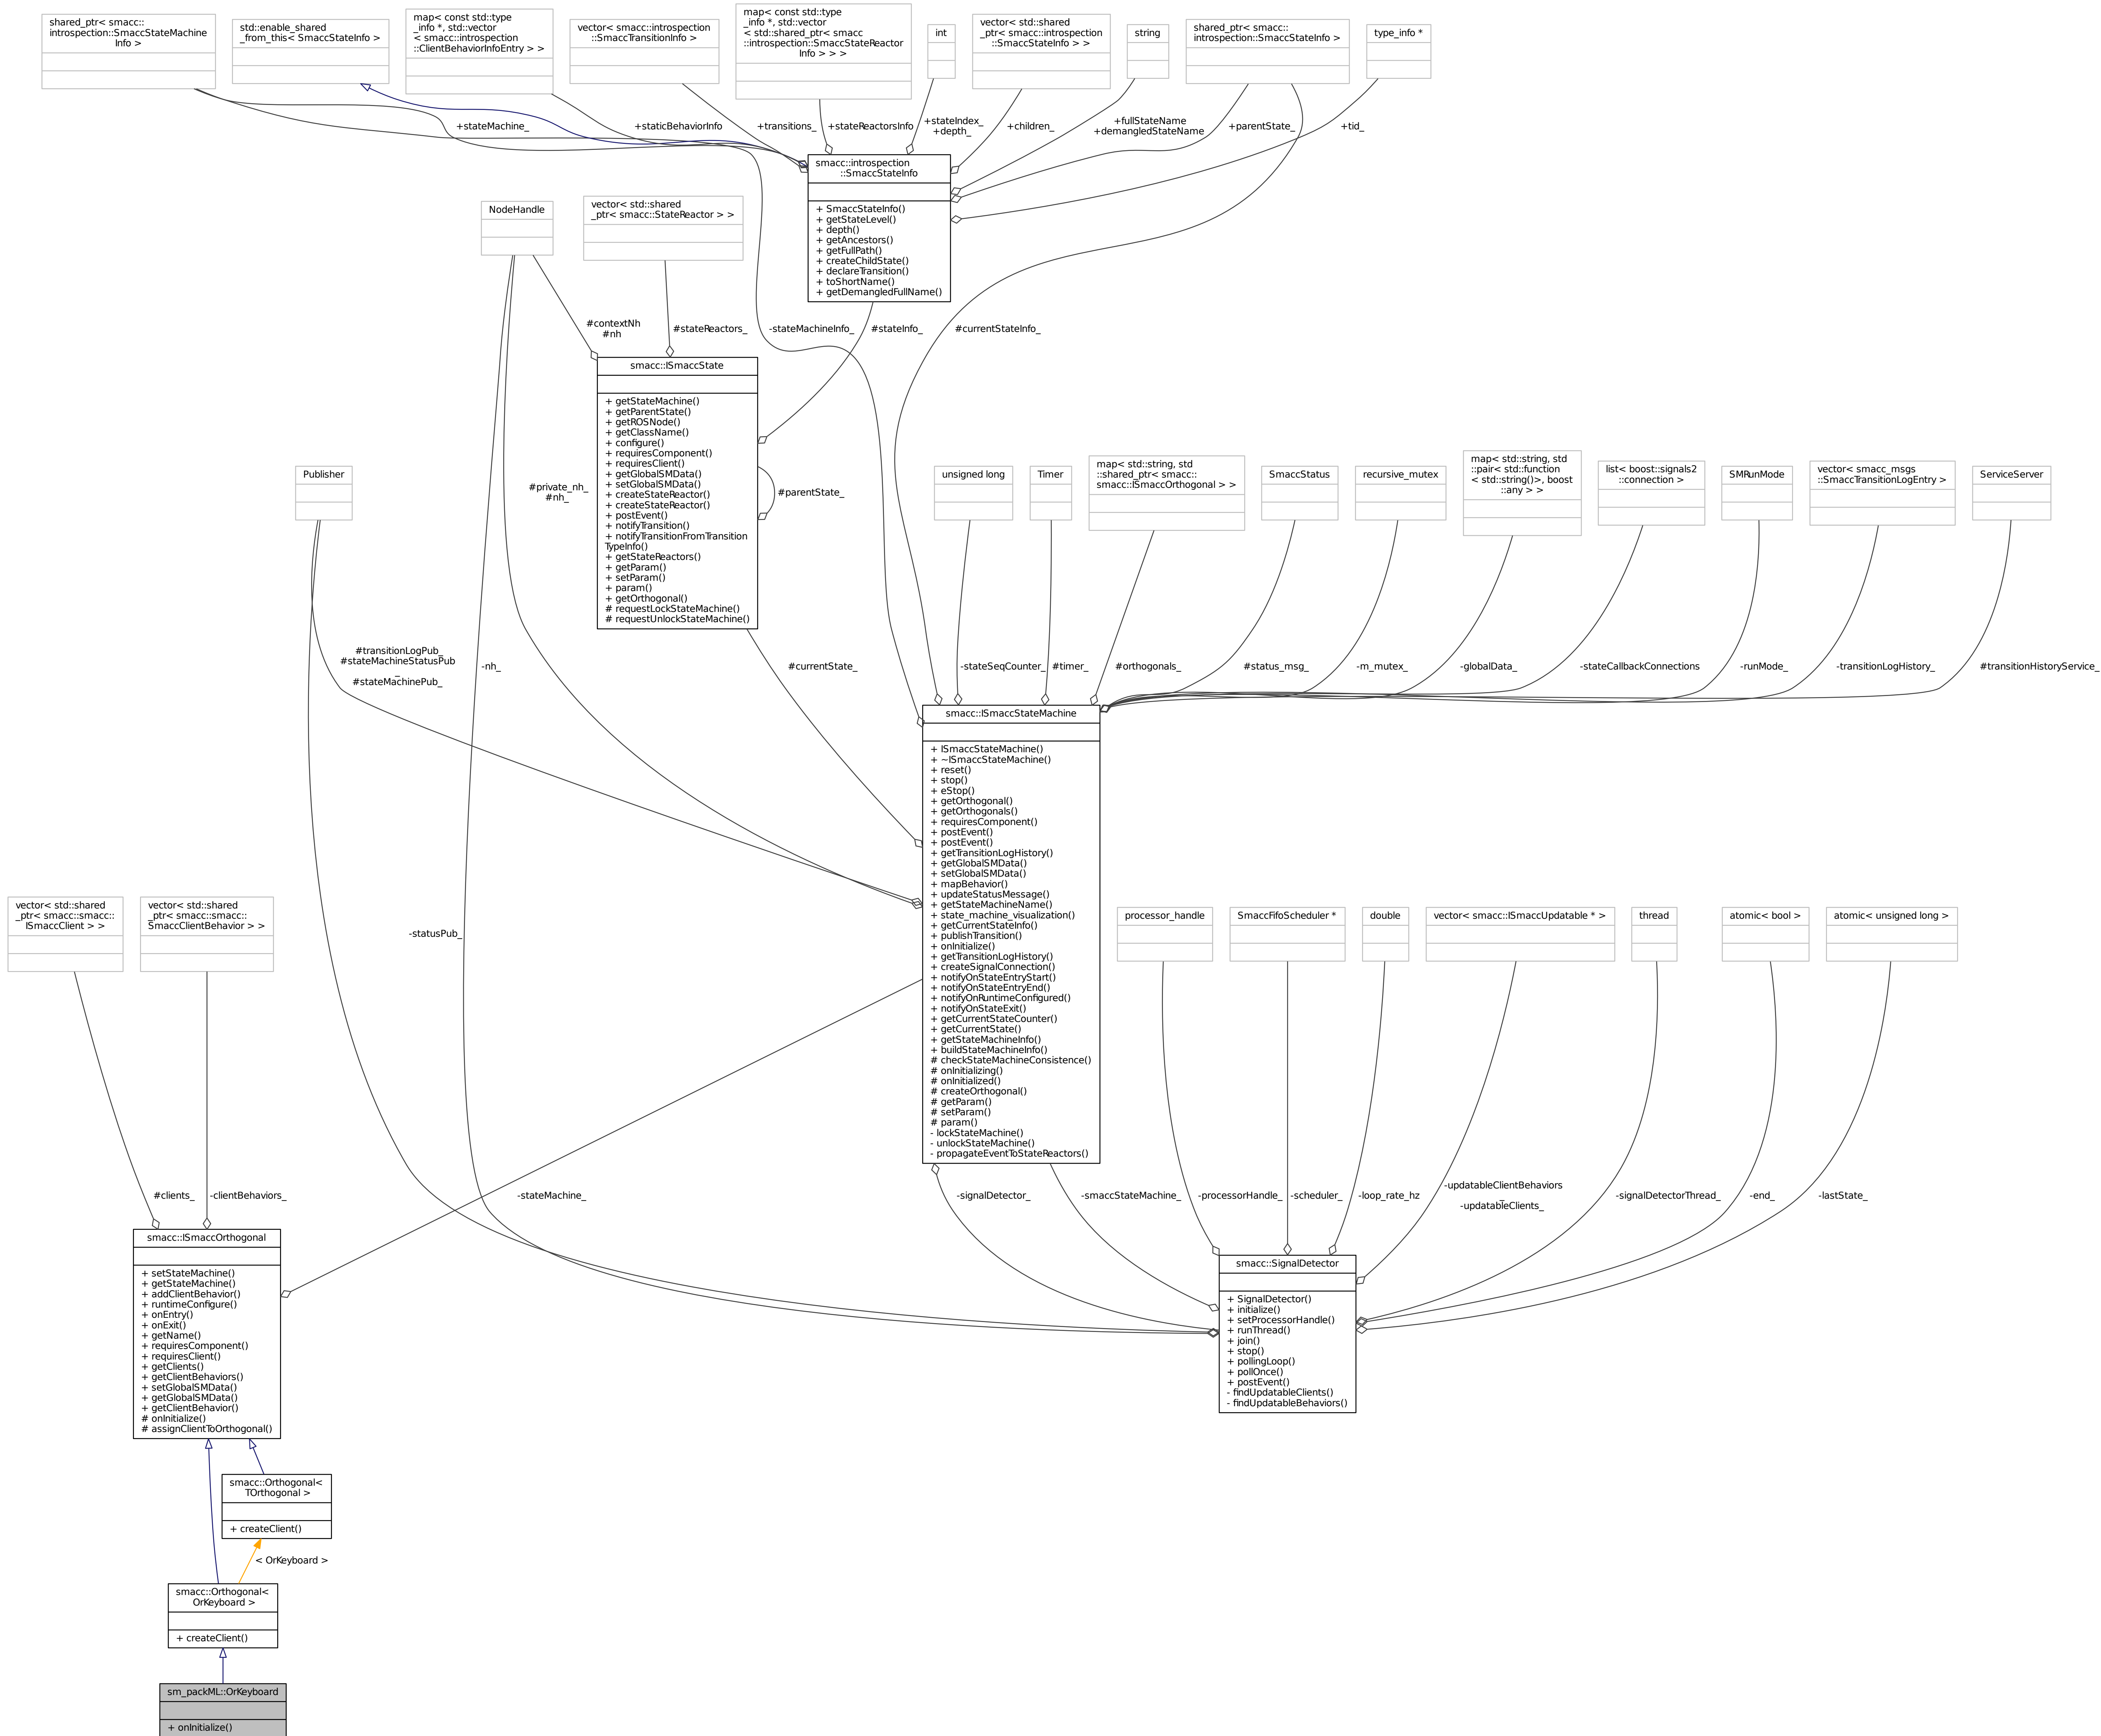 shared_ptr< smacc::
introspection::SmaccStateMachine
Info >
std::enable_shared
_from_this< SmaccStateInfo >
map< const std::type
_info *, std::vector
< smacc::introspection
::ClientBehaviorInfoEntry > >
vector< smacc::introspection
::SmaccTransitionInfo >
map< const std::type
_info *, std::vector
< std::shared_ptr< smacc
::introspection::SmaccStateReactor
Info > > >
int
vector< std::shared
_ptr< smacc::introspection
::SmaccStateInfo > >
string
shared_ptr< smacc::
introspection::SmaccStateInfo >
type_info *
+stateMachine_
+staticBehaviorInfo
+transitions_
+stateReactorsInfo
+stateIndex_
+depth_
+children_
+fullStateName
+demangledStateName
+parentState_
+tid_
smacc::introspection
::SmaccStateInfo
+ SmaccStateInfo()
+ getStateLevel()
+ depth()
+ getAncestors()
+ getFullPath()
+ createChildState()
+ declareTransition()
+ toShortName()
+ getDemangledFullName()
NodeHandle
vector< std::shared
_ptr< smacc::StateReactor > >
#contextNh
#nh
#stateReactors_
-stateMachineInfo_
#stateInfo_
#currentStateInfo_
smacc::ISmaccState
+ getStateMachine()
+ getParentState()
+ getROSNode()
+ getClassName()
+ configure()
+ requiresComponent()
+ requiresClient()
+ getGlobalSMData()
+ setGlobalSMData()
+ createStateReactor()
+ createStateReactor()
+ postEvent()
+ notifyTransition()
+ notifyTransitionFromTransition
TypeInfo()
+ getStateReactors()
+ getParam()
+ setParam()
+ param()
+ getOrthogonal()
# requestLockStateMachine()
# requestUnlockStateMachine()
#parentState_
Publisher
#private_nh_
#nh_
unsigned long
Timer
map< std::string, std
::shared_ptr< smacc::
smacc::ISmaccOrthogonal > >
SmaccStatus
recursive_mutex
map< std::string, std
::pair< std::function
< std::string()>, boost
::any > >
list< boost::signals2
::connection >
SMRunMode
vector< smacc_msgs
::SmaccTransitionLogEntry >
ServiceServer
#transitionLogPub_
#stateMachineStatusPub
_
#stateMachinePub_
-nh_
#currentState_
-stateSeqCounter_
#timer_
#orthogonals_
#status_msg_
-m_mutex_
-globalData_
-stateCallbackConnections
-runMode_
-transitionLogHistory_
#transitionHistoryService_
smacc::ISmaccStateMachine
+ ISmaccStateMachine()
+ ~ISmaccStateMachine()
+ reset()
+ stop()
+ eStop()
+ getOrthogonal()
+ getOrthogonals()
+ requiresComponent()
+ postEvent()
+ postEvent()
+ getTransitionLogHistory()
+ getGlobalSMData()
+ setGlobalSMData()
+ mapBehavior()
+ updateStatusMessage()
+ getStateMachineName()
+ state_machine_visualization()
+ getCurrentStateInfo()
+ publishTransition()
+ onInitialize()
+ getTransitionLogHistory()
+ createSignalConnection()
+ notifyOnStateEntryStart()
+ notifyOnStateEntryEnd()
+ notifyOnRuntimeConfigured()
+ notifyOnStateExit()
+ getCurrentStateCounter()
+ getCurrentState()
+ getStateMachineInfo()
+ buildStateMachineInfo()
# checkStateMachineConsistence()
# onInitializing()
# onInitialized()
# createOrthogonal()
# getParam()
# setParam()
# param()
- lockStateMachine()
- unlockStateMachine()
- propagateEventToStateReactors()
vector< std::shared
_ptr< smacc::smacc::
ISmaccClient > >
vector< std::shared
_ptr< smacc::smacc::
SmaccClientBehavior > >
-statusPub_
processor_handle
SmaccFifoScheduler *
double
vector< smacc::ISmaccUpdatable * >
thread
atomic< bool >
atomic< unsigned long >
#clients_
-clientBehaviors_
-stateMachine_
-signalDetector_
-smaccStateMachine_
-processorHandle_
-scheduler_
-loop_rate_hz
-updatableClientBehaviors
_
-updatableClients_
-signalDetectorThread_
-end_
-lastState_
smacc::ISmaccOrthogonal
+ setStateMachine()
+ getStateMachine()
+ addClientBehavior()
+ runtimeConfigure()
+ onEntry()
+ onExit()
+ getName()
+ requiresComponent()
+ requiresClient()
+ getClients()
+ getClientBehaviors()
+ setGlobalSMData()
+ getGlobalSMData()
+ getClientBehavior()
# onInitialize()
# assignClientToOrthogonal()
smacc::SignalDetector
+ SignalDetector()
+ initialize()
+ setProcessorHandle()
+ runThread()
+ join()
+ stop()
+ pollingLoop()
+ pollOnce()
+ postEvent()
- findUpdatableClients()
- findUpdatableBehaviors()
smacc::Orthogonal<
TOrthogonal >
+ createClient()
< OrKeyboard >
smacc::Orthogonal<
OrKeyboard >
+ createClient()
sm_packML::OrKeyboard
+ onInitialize()